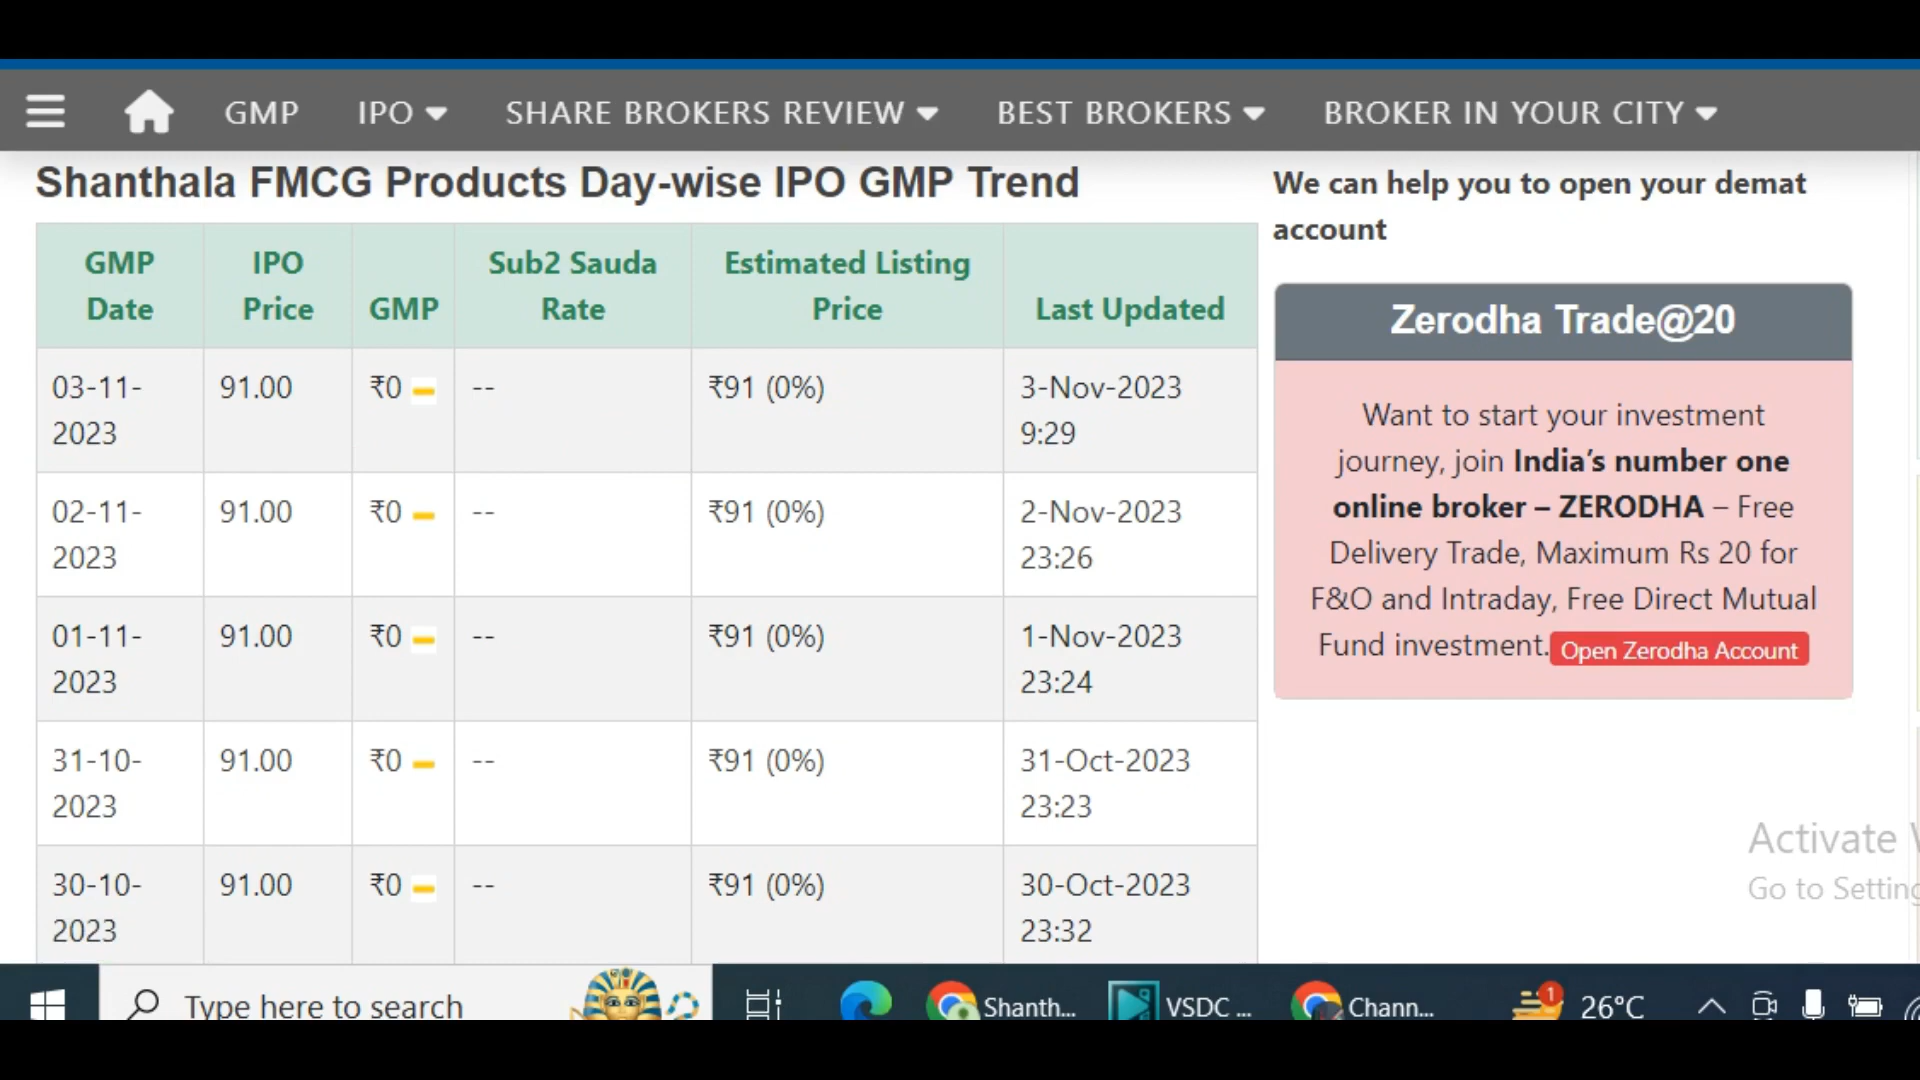 GMP IPO SHARE BROKERS REVIEW BEST BROKERS BROKER IN YOUR CITY
Shanthala FMCG Products Day-wise IPO GMP Trend
GMP Date IPO Price GMP Sub2 Sauda Rate Estimated Listing Price Last Updated
03-11-2023 91.00 ₹0 -- ₹91 (0%) 3-Nov-2023 9:29
02-11-2023 91.00 ₹0 -- ₹91 (0%) 2-Nov-2023 23:26
01-11-2023 91.00 ₹0 -- ₹91 (0%) 1-Nov-2023 23:24
31-10-2023 91.00 ₹0 -- ₹91 (0%) 31-Oct-2023 23:23
30-10-2023 91.00 ₹0 -- ₹91 (0%) 30-Oct-2023 23:32
We can help you to open your demat
account
Zerodha Trade@20
Want to start your investment
journey, join India’s number one
online broker – ZERODHA – Free
Delivery Trade, Maximum Rs 20 for
F&O and Intraday, Free Direct Mutual
Fund investment. Open Zerodha Account
Activate
Go to Setting
Type here to search Shanth... VSDC ... Chann... 1 26°C